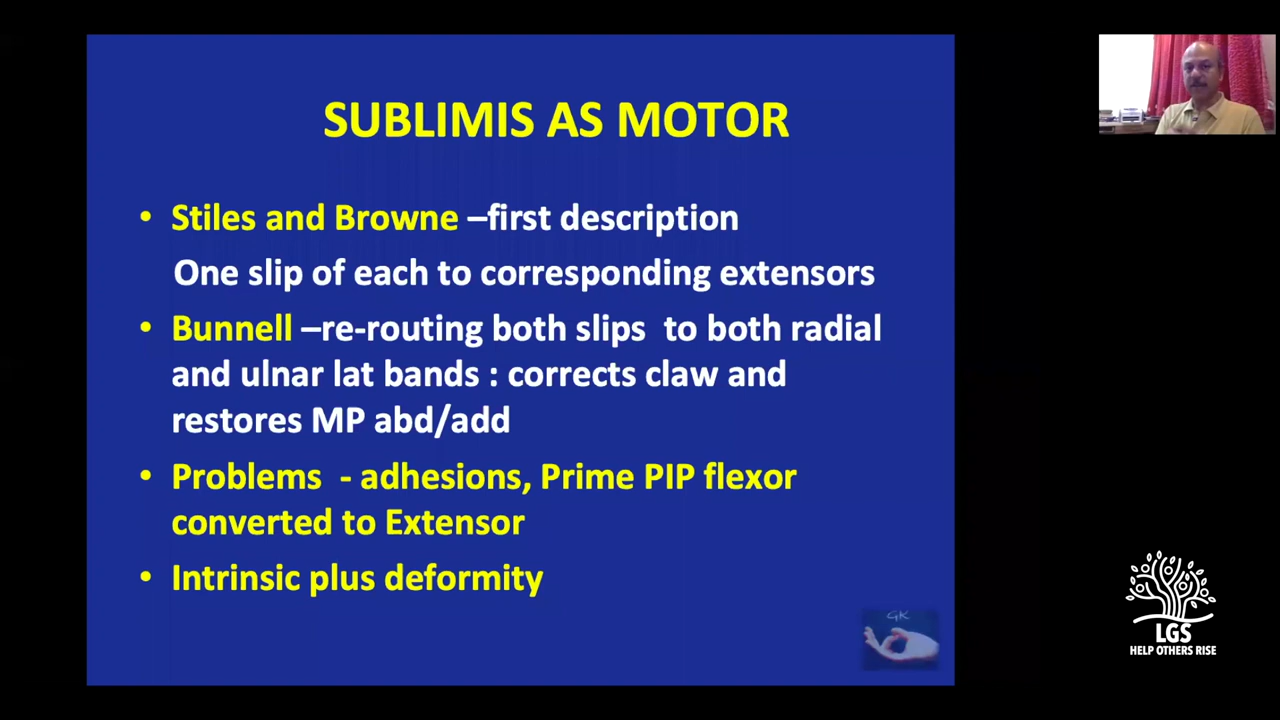 SUBLIMIS AS MOTOR
• Stiles and Browne –first description
One slip of each to corresponding extensors
• Bunnell –re-routing both slips to both radial
and ulnar lat bands : corrects claw and
restores MP abd/add
• Problems - adhesions, Prime PIP flexor
converted to Extensor
• Intrinsic plus deformity
GK
LGS
HELP OTHERS RISE